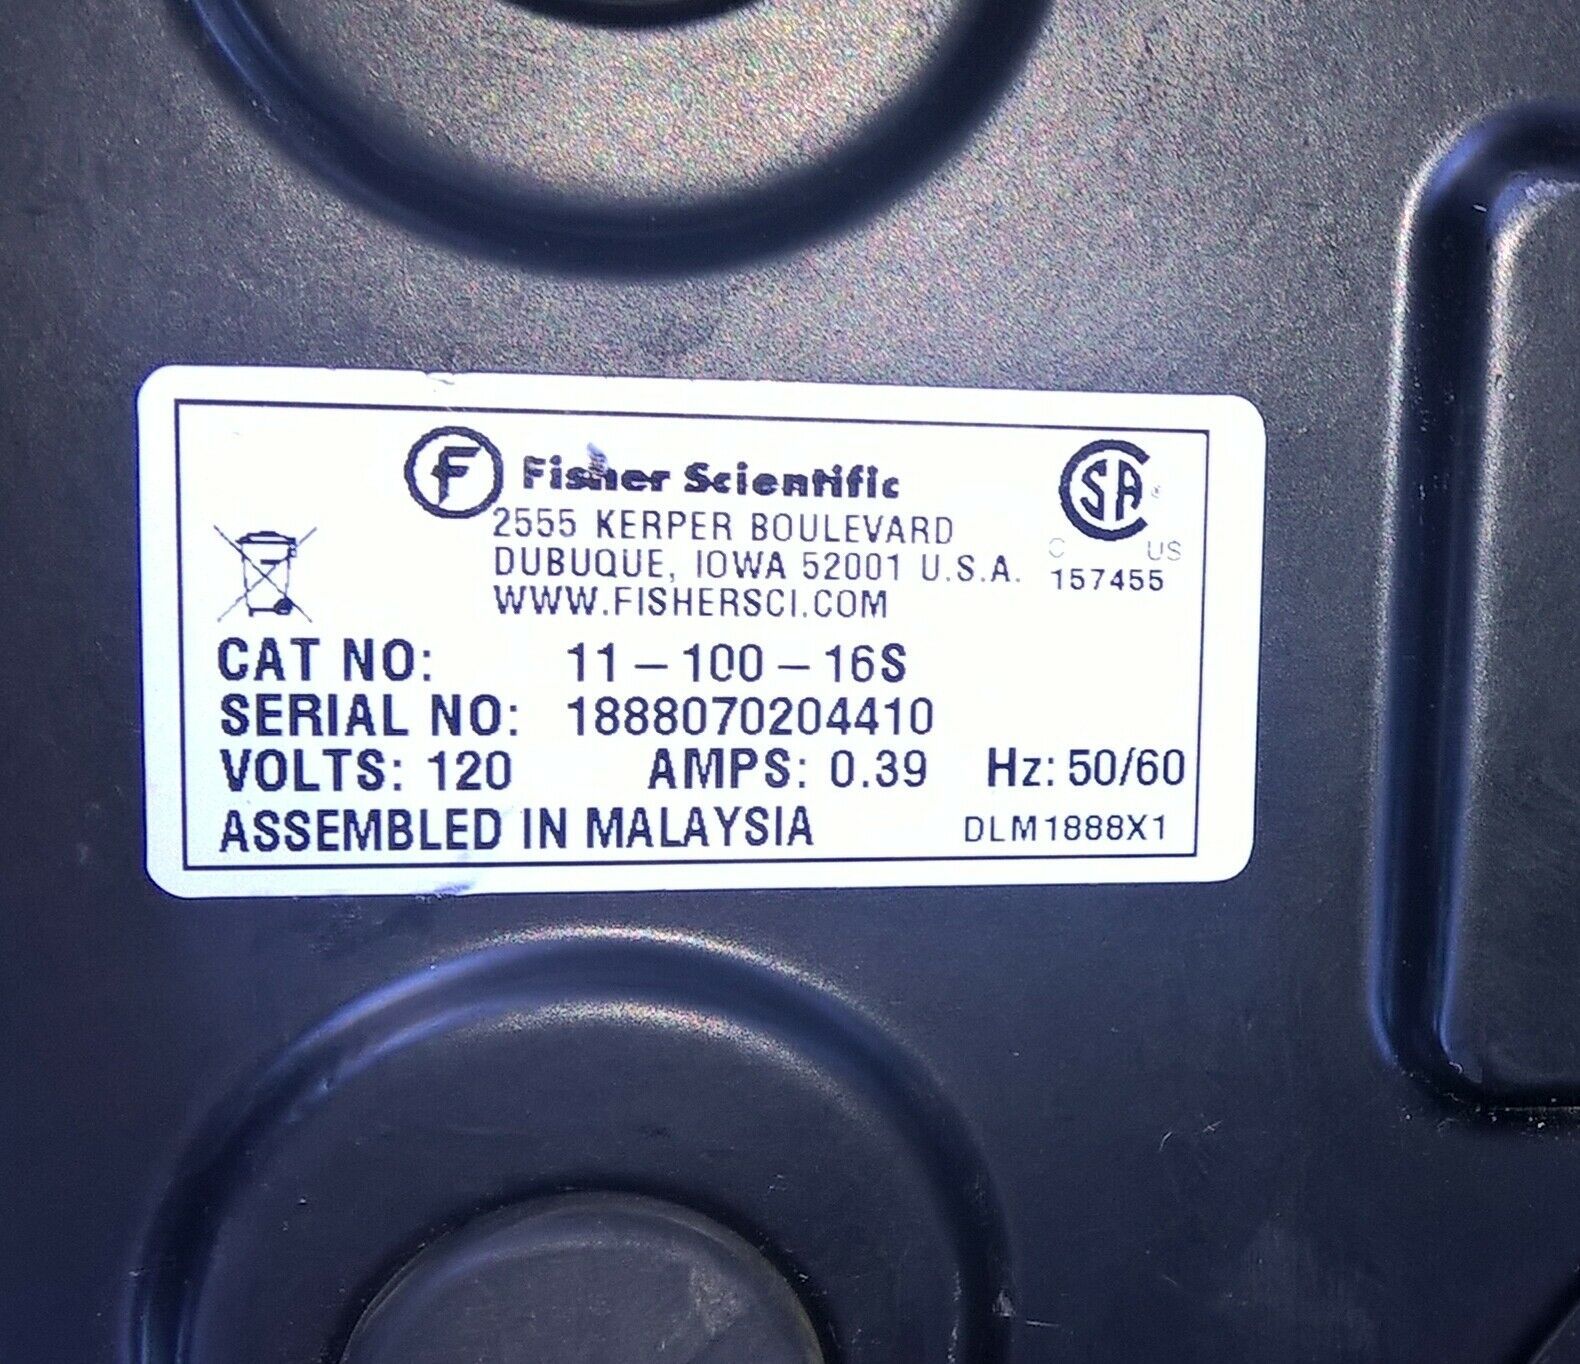 F Fisher Scientific
2555 KERPER BOULEVARD
DUBUQUE, IOWA 52001 U.S.A.
WWW.FISHERSCI.COM
CSA ®
C US
157455
CAT NO: 11-100-16S
SERIAL NO: 1888070204410
VOLTS: 120 AMPS: 0.39 Hz: 50/60
ASSEMBLED IN MALAYSIA DLM1888X1